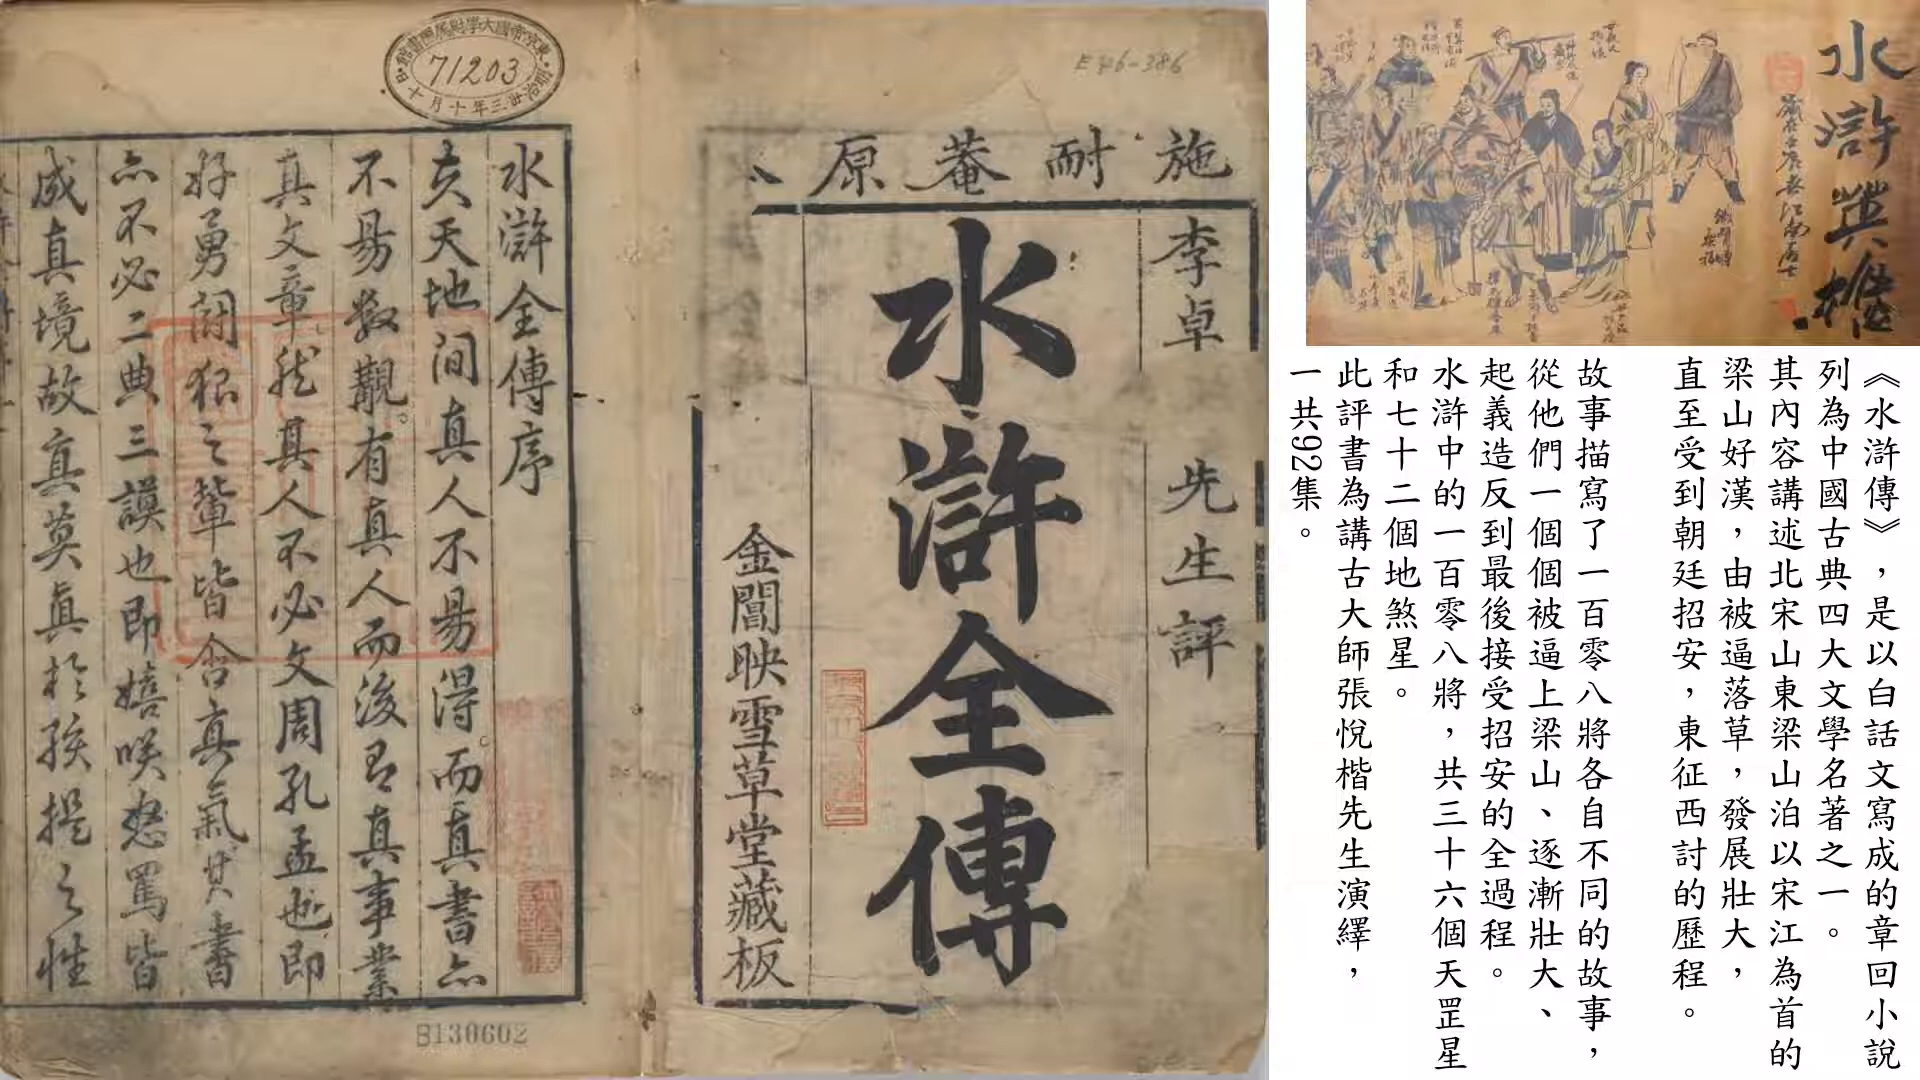 水滸英雄
《水滸傳》，是以白話文寫成的章回小說
列為中國古典四大文學名著之一。
其內容講述北宋山東梁山泊以宋江為首的
梁山好漢，由被逼落草，發展壯大，
直至受到朝廷招安，東征西討的歷程。
故事描寫了一百零八將各自不同的故事，
從他們一個個被逼上梁山、逐漸壯大、
起義造反到最後接受招安的全過程。
水滸中的一百零八將，共三十六個天罡星
和七十二個地煞星。
此評書為講古大師張悅楷先生演繹，
一共92集。
施耐菴原
李卓 先生評
水滸全傳
金閶映雪草堂藏板
E46-386
71203
水滸全傳序
亥天地間真人不易得而真書亦
不易數觀。有真人而後有真事業
真文章然其人不必文周孔孟也即
好勇鬪狠之輩皆含真氣其書
亦不必二典三謨也即嬉咲怒罵皆
成真境故真莫真於孩提之性
B130602